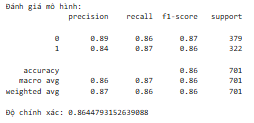 Đánh giá mô hình:
precision recall f1-score support
0 0.89 0.86 0.87 379
1 0.84 0.87 0.86 322
accuracy 0.86 701
macro avg 0.86 0.87 0.86 701
weighted avg 0.87 0.86 0.86 701
Độ chính xác: 0.8644793152639088